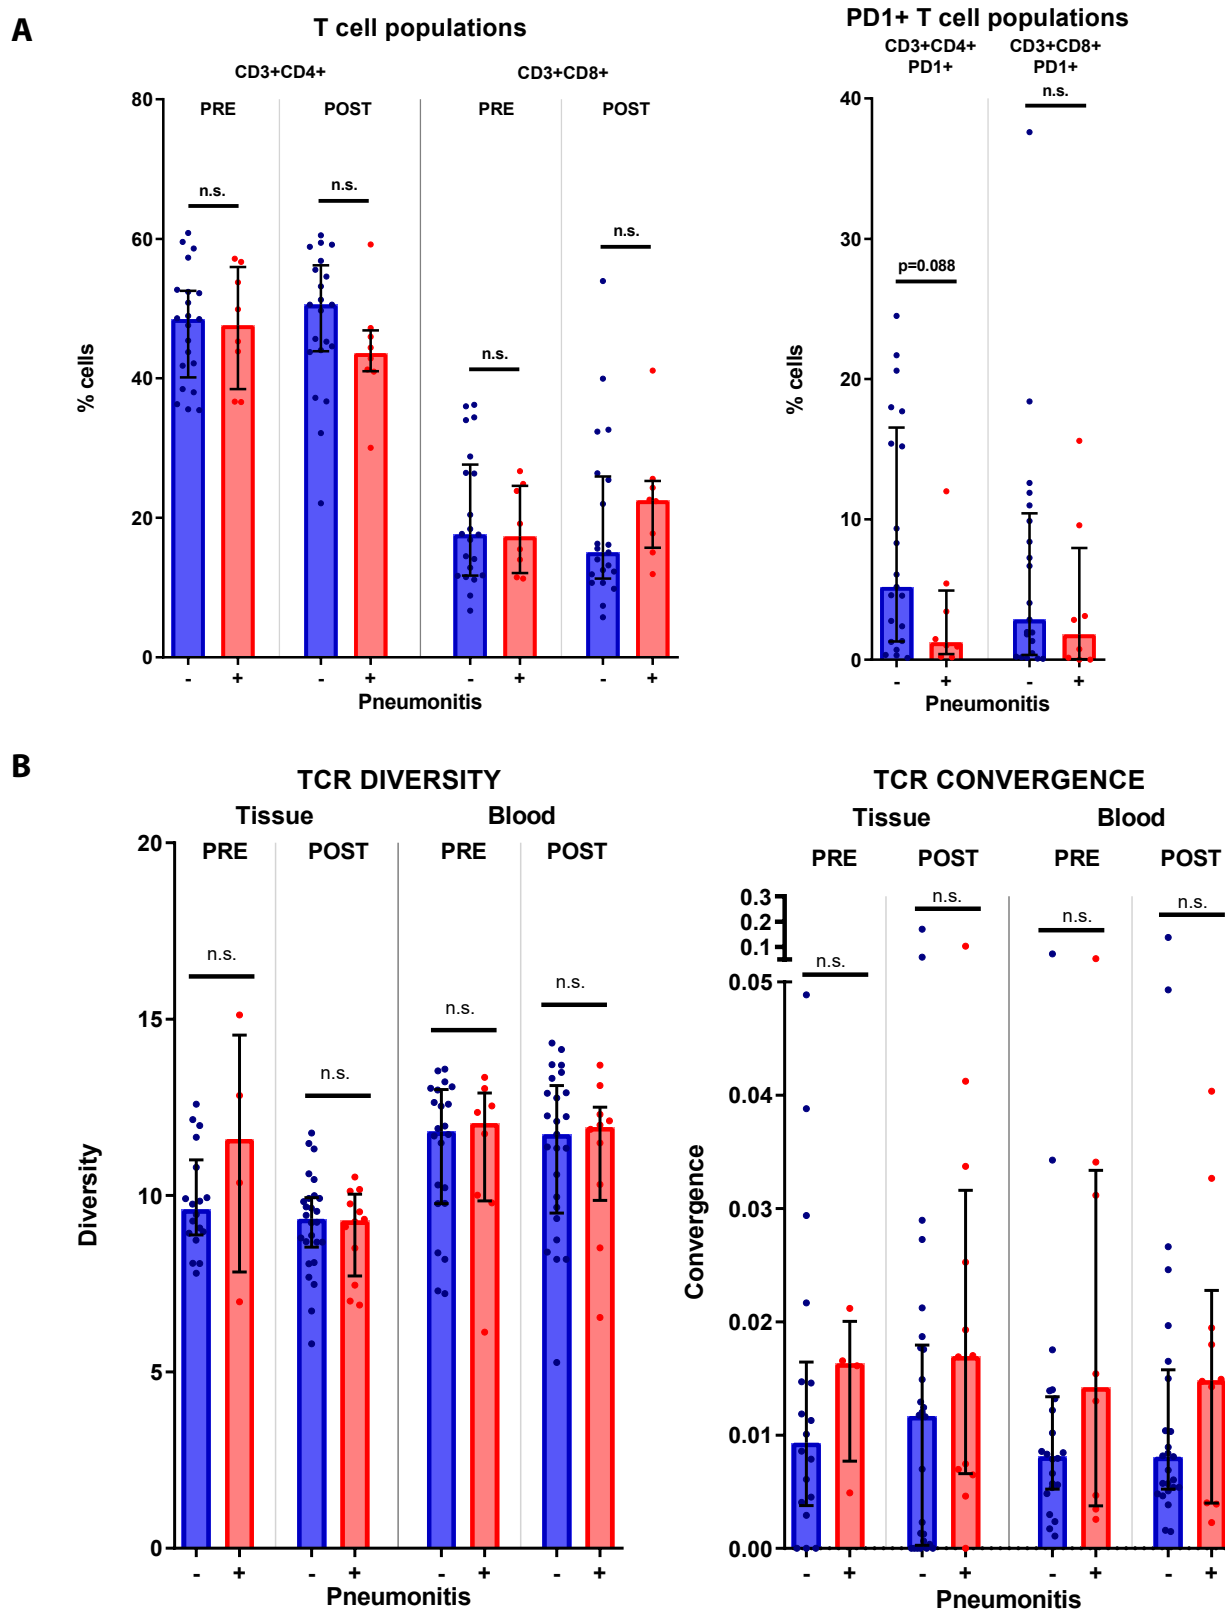 A
T cell populations
CD3+CD4+
CD3+CD8+
PRE
POST
PRE
POST
80
60
40
20
0
% cells
n.s.
n.s.
n.s.
n.s.
-
+
-
+
-
+
-
+
Pneumonitis
PD1+ T cell populations
CD3+CD4+
PD1+
CD3+CD8+
PD1+
40
30
20
10
0
% cells
p=0.088
n.s.
-
+
-
+
Pneumonitis
B
TCR DIVERSITY
Tissue
Blood
PRE
POST
PRE
POST
20
15
10
5
0
Diversity
n.s.
n.s.
n.s.
n.s.
-
+
-
+
-
+
-
+
Pneumonitis
TCR CONVERGENCE
Tissue
Blood
PRE
POST
PRE
POST
0.3
0.2
0.1
0.05
0.04
0.03
0.02
0.01
0.00
Convergence
n.s.
n.s.
n.s.
n.s.
-
+
-
+
-
+
-
+
Pneumonitis